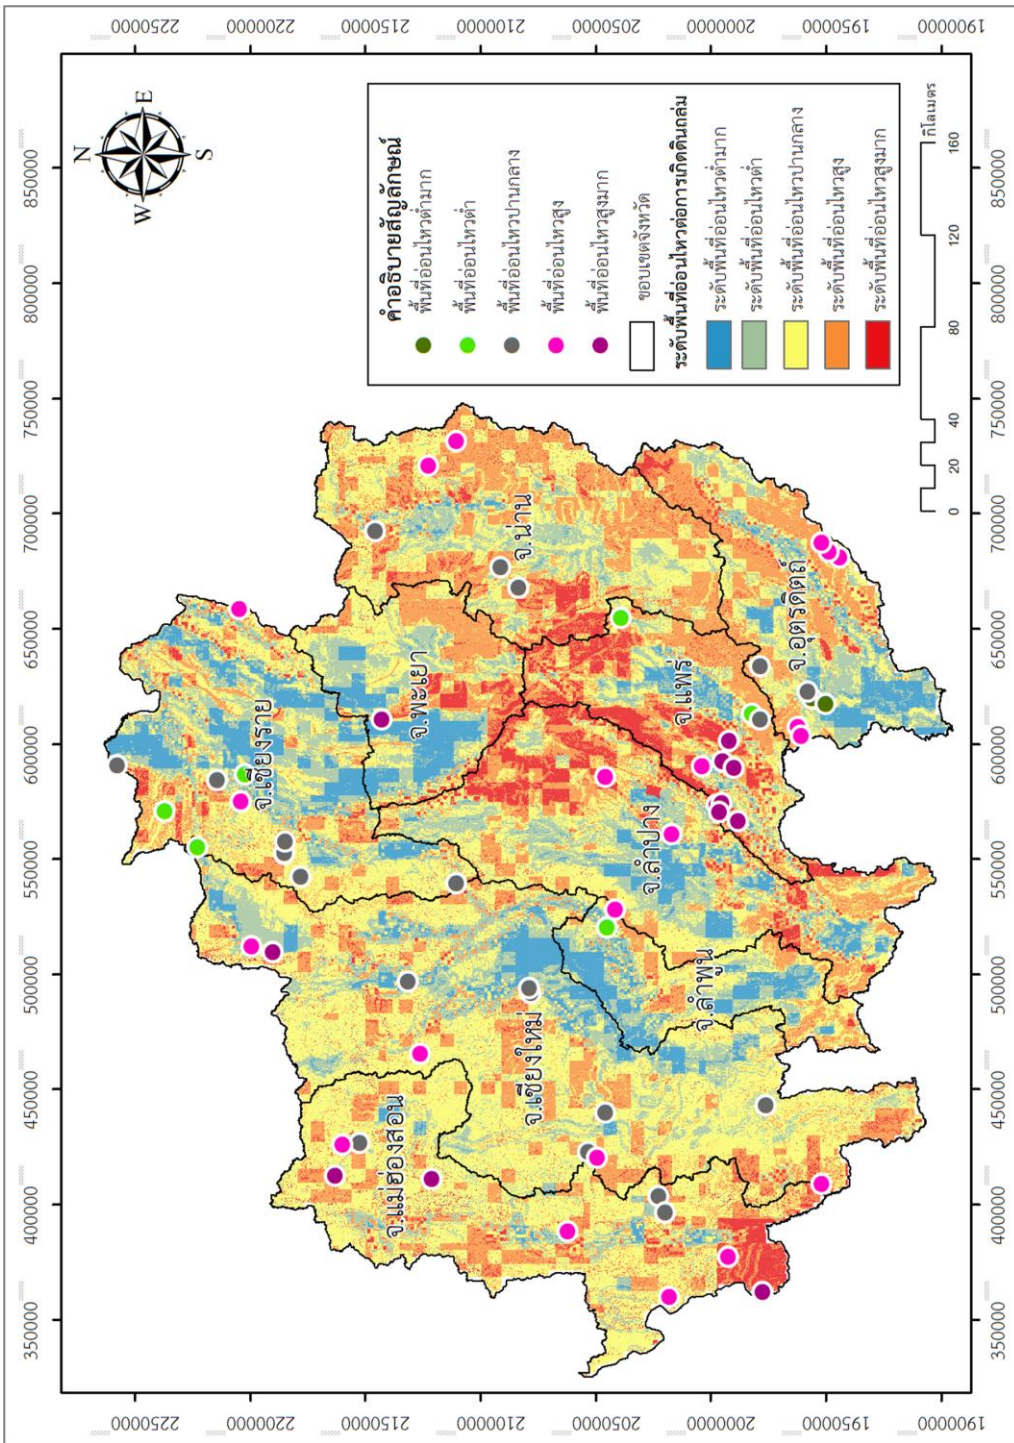 350000 400000 450000 500000 550000 600000 650000 700000 750000 800000 850000
2250000
2200000
2150000
2100000
2050000
2000000
1950000
1900000
2250000
2200000
2150000
2100000
2050000
2000000
1950000
1900000
N
W E
S
จ.เชียงราย
จ.พะเยา
จ.น่าน
จ.แม่ฮ่องสอน
จ.เชียงใหม่
จ.ลำปาง
จ.แพร่
จ.ลำพูน
จ.อุตรดิตถ์
คำอธิบายสัญลักษณ์
พื้นที่อ่อนไหวต่ำมาก
พื้นที่อ่อนไหวต่ำ
พื้นที่อ่อนไหวปานกลาง
พื้นที่อ่อนไหวสูง
พื้นที่อ่อนไหวสูงมาก
ขอบเขตจังหวัด
ระดับพื้นที่อ่อนไหวต่อการเกิดดินถล่ม
ระดับพื้นที่อ่อนไหวต่ำมาก
ระดับพื้นที่อ่อนไหวต่ำ
ระดับพื้นที่อ่อนไหวปานกลาง
ระดับพื้นที่อ่อนไหวสูง
ระดับพื้นที่อ่อนไหวสูงมาก
0 20 40 80 120 160
กิโลเมตร
350000 400000 450000 500000 550000 600000 650000 700000 750000 800000 850000